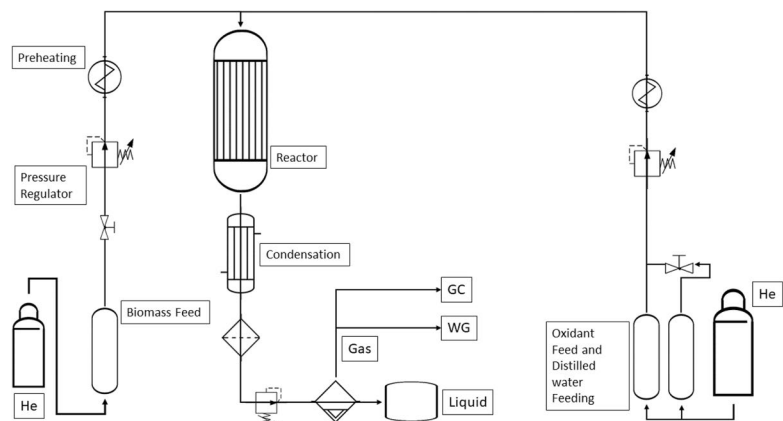 Preheating
Reactor
Pressure
Regulator
Condensation
He
Biomass Feed
GC
WG
Gas
He
Oxidant
Feed and
Distilled
water
Feeding
Liquid